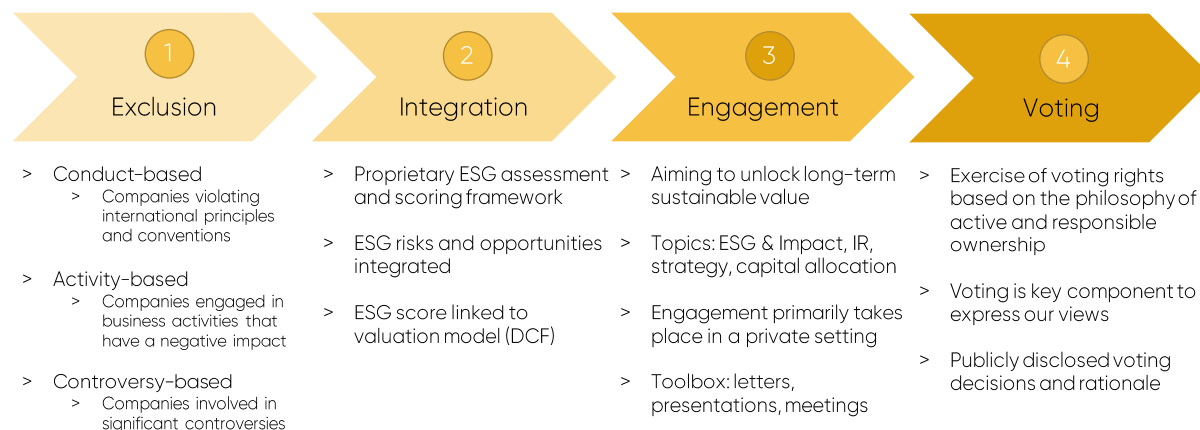 1
Exclusion
> Conduct-based
> Companies violating
international principles
and conventions
> Activity-based
> Companies engaged in
business activities that
have a negative impact
> Controversy-based
> Companies involved in
significant controversies
2
Integration
> Proprietary ESG assessment
and scoring framework
> ESG risks and opportunities
integrated
> ESG score linked to
valuation model (DCF)
3
Engagement
> Aiming to unlock long-term
sustainable value
> Topics: ESG & Impact, IR,
strategy, capital allocation
> Engagement primarily takes
place in a private setting
> Toolbox: letters,
presentations, meetings
4
Voting
> Exercise of voting rights
based on the philosophy of
active and responsible
ownership
> Voting is key component to
express our views
> Publicly disclosed voting
decisions and rationale